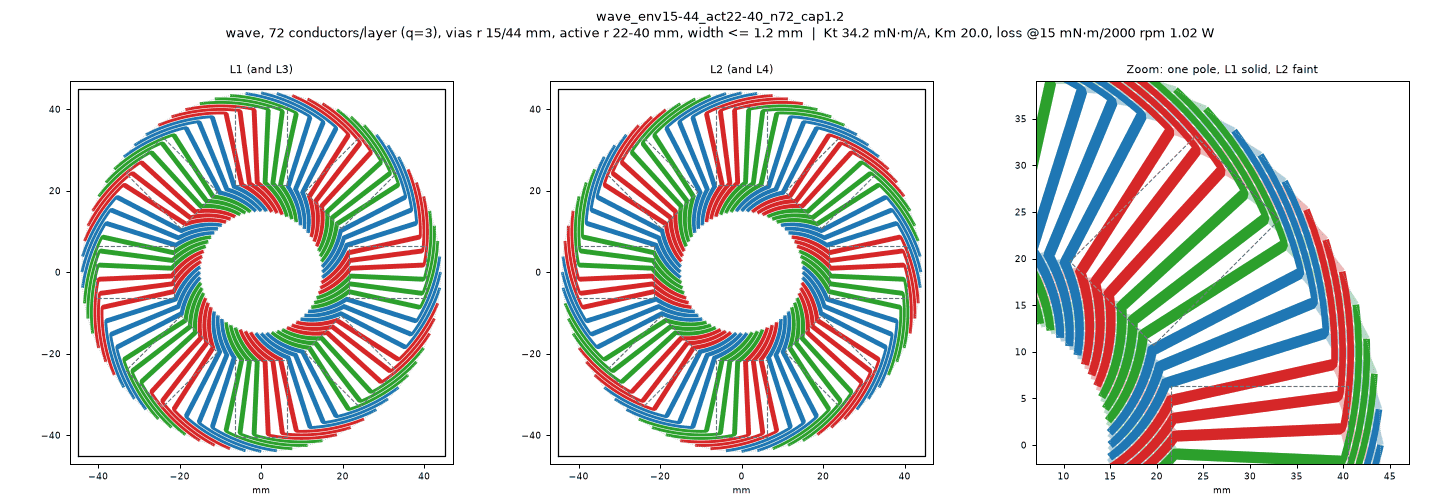 wave_env15-44_act22-40_n72_cap1.2
wave, 72 conductors/layer (q=3), vias r 15/44 mm, active r 22-40 mm, width <= 1.2 mm | Kt 34.2 mN·m/A, Km 20.0, loss @15 mN·m/2000 rpm 1.02 W
L1 (and L3)
40
20
0
−20
−40
−40 −20 0 20 40
mm
L2 (and L4)
40
20
0
−20
−40
−40 −20 0 20 40
mm
Zoom: one pole, L1 solid, L2 faint
35
30
25
20
15
10
5
0
10 15 20 25 30 35 40 45
mm